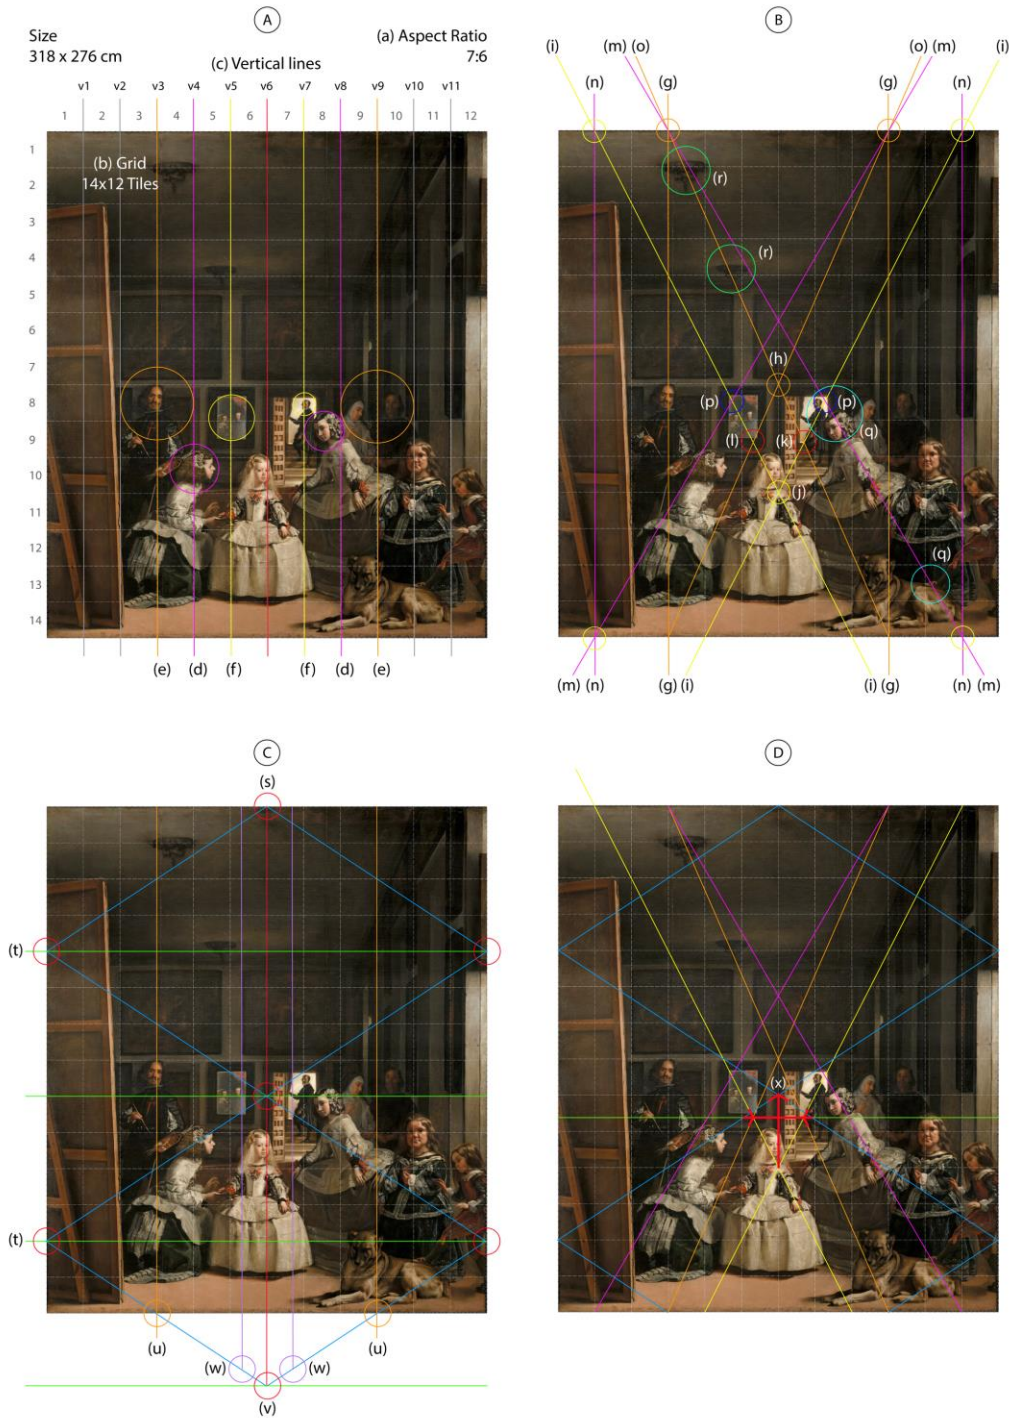 A
Size
318 x 276 cm
(a) Aspect Ratio
7:6
(c) Vertical lines
v1 v2 v3 v4 v5 v6 v7 v8 v9 v10 v11
1 2 3 4 5 6 7 8 9 10 11 12
(b) Grid
14x12 Tiles
1
2
3
4
5
6
7
8
9
10
11
12
13
14
(e) (d) (f) (f) (d) (e)
B
(i) (m) (o) (o) (m) (i)
(n) (g) (g) (n)
(r)
(r)
(h)
(p) (p)
(q)
(l) (k)
(j)
(q)
(m) (n) (g) (i) (i) (g) (n) (m)
C
(s)
(t)
(t)
(u) (u)
(w) (w)
(v)
D
(x)